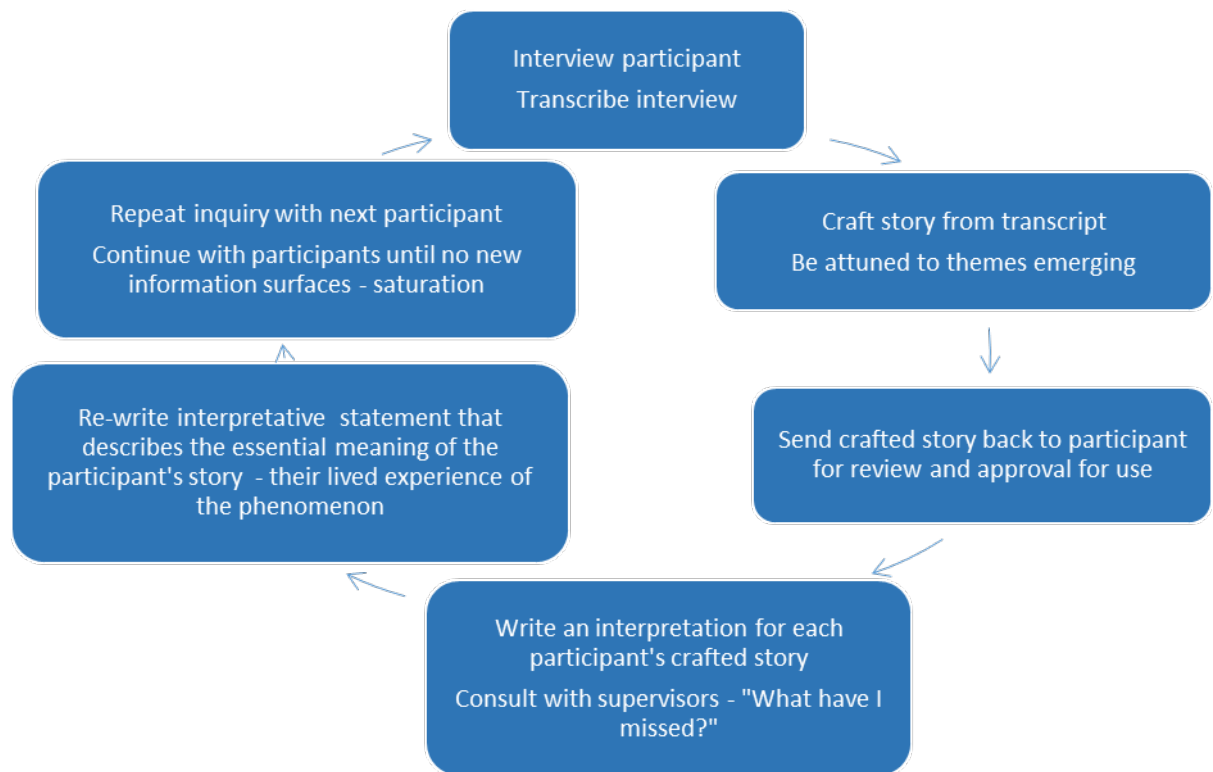 Interview participant
Transcribe interview
Craft story from transcript
Be attuned to themes emerging
Send crafted story back to participant
for review and approval for use
Write an interpretation for each
participant's crafted story
Consult with supervisors - "What have I
missed?"
Re-write interpretative  statement that
describes the essential meaning of the
participant's story  - their lived experience of
the phenomenon
Repeat inquiry with next participant
Continue with participants until no new
information surfaces - saturation